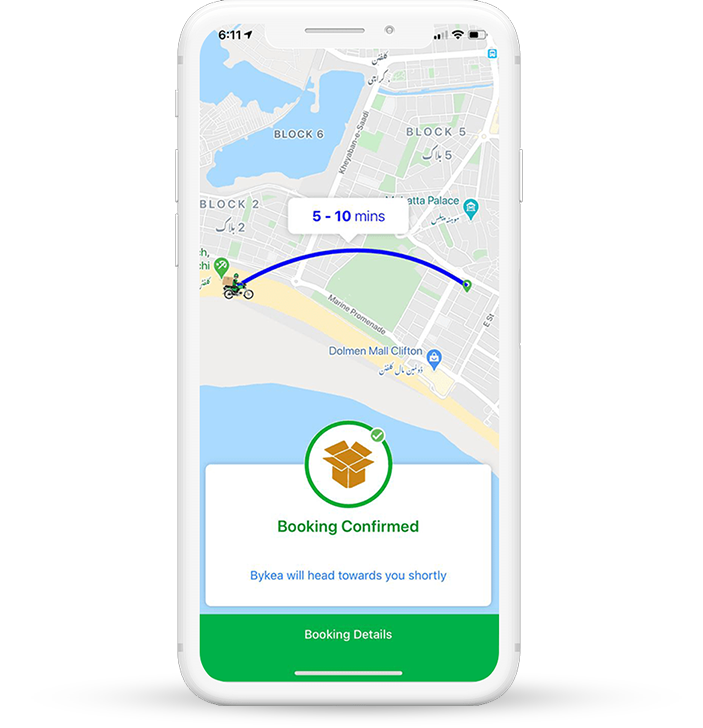 6:11
کلفٹن
کراچی
Kheyaban-e-Saadi
BLOCK 6
BLOCK 5
بلاک 5
BLOCK 2
بلاک 2
Mohatta Palace
موہٹہ پیلس
5 - 10 mins
Marine Promenade
E St
Dolmen Mall Clifton
ڈولمین مال کلفٹن
Booking Confirmed
Bykea will head towards you shortly
Booking Details